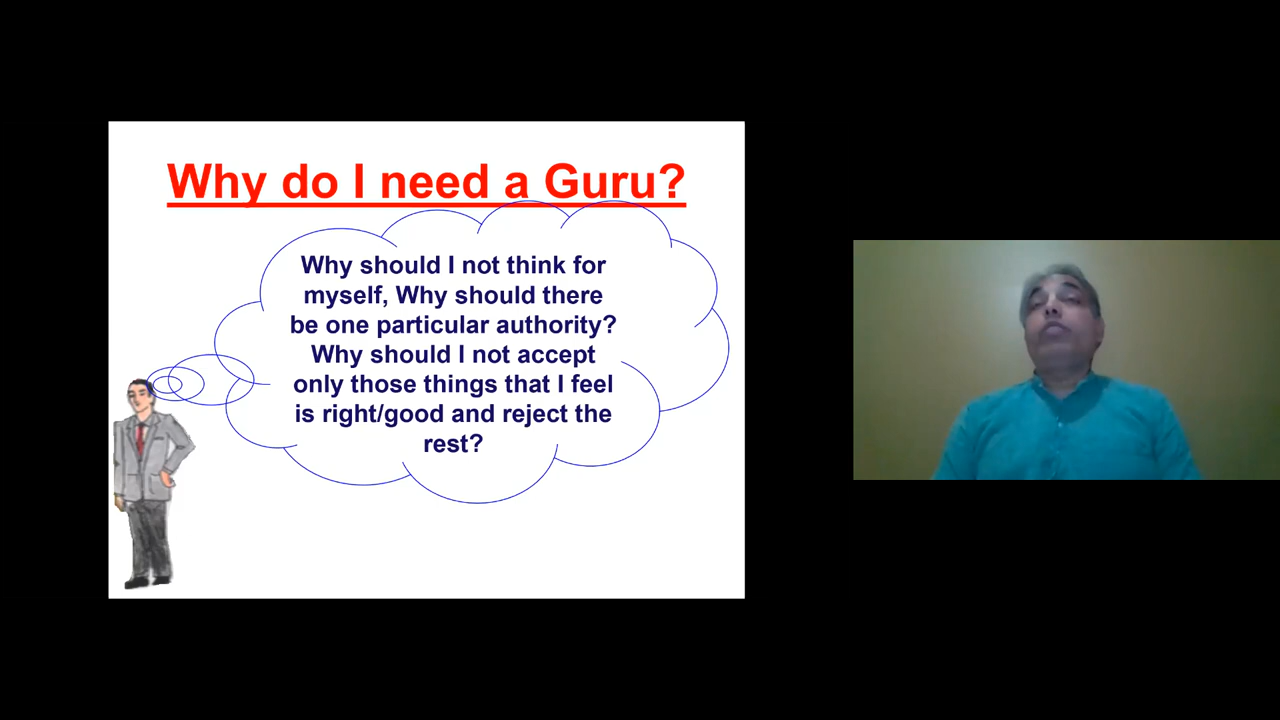 Why do I need a Guru?
Why should I not think for
myself, Why should there
be one particular authority?
Why should I not accept
only those things that I feel
is right/good and reject the
rest?